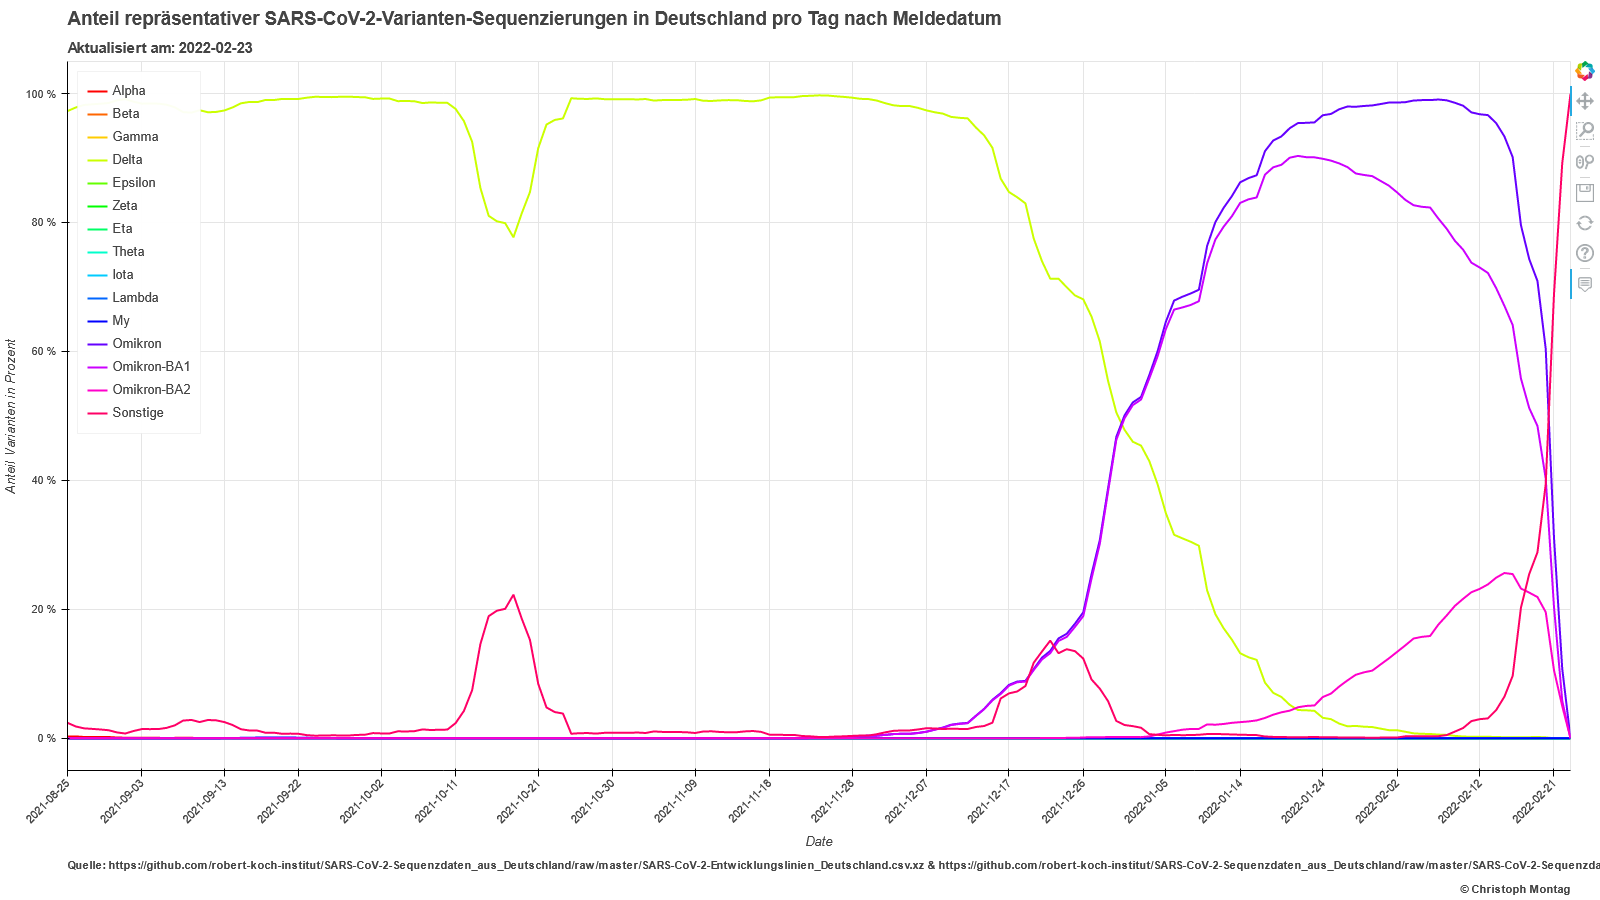 Anteil repräsentativer SARS-CoV-2-Varianten-Sequenzierungen in Deutschland pro Tag nach Meldedatum
Aktualisiert am: 2022-02-23
Alpha
Beta
Gamma
Delta
Epsilon
Zeta
Eta
Theta
Iota
Lambda
My
Omikron
Omikron-BA1
Omikron-BA2
Sonstige
100 %
80 %
60 %
40 %
20 %
0 %
Anteil Varianten in Prozent
2021-08-25
2021-09-03
2021-09-13
2021-09-22
2021-10-02
2021-10-11
2021-10-21
2021-10-30
2021-11-09
2021-11-18
2021-11-28
2021-12-07
2021-12-17
2021-12-26
2022-01-05
2022-01-14
2022-01-24
2022-02-02
2022-02-12
2022-02-21
Date
Quelle: https://github.com/robert-koch-institut/SARS-CoV-2-Sequenzdaten_aus_Deutschland/raw/master/SARS-CoV-2-Entwicklungslinien_Deutschland.csv.xz & https://github.com/robert-koch-institut/SARS-CoV-2-Sequenzdaten_aus_Deutschland/raw/master/SARS-CoV-2-Sequenzda
© Christoph Montag